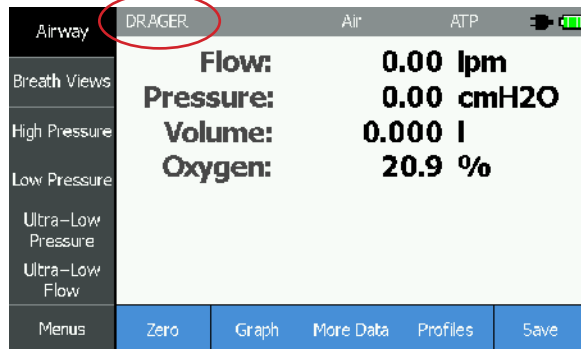 Airway
DRAGER Air ATP
Breath Views
High Pressure
Low Pressure
Ultra-Low
Pressure
Ultra-Low
Flow
Menus
Flow: 0.00 lpm
Pressure: 0.00 cmH2O
Volume: 0.000 l
Oxygen: 20.9 %
Zero Graph More Data Profiles Save